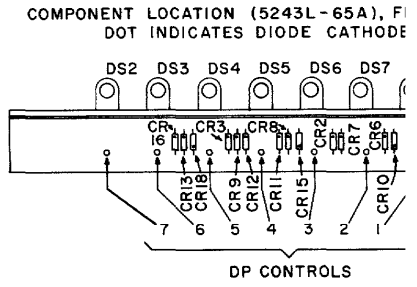 COMPONENT LOCATION (5243L-65A), F
DOT INDICATES DIODE CATHODE
DS2 DS3 DS4 DS5 DS6 DS7
CR16 CR3 CR8 CR2 CR7 CR6
CR13 CR18 CR9 CR12 CR11 CR15 CR10
7 6 5 4 3 2 1
DP CONTROLS